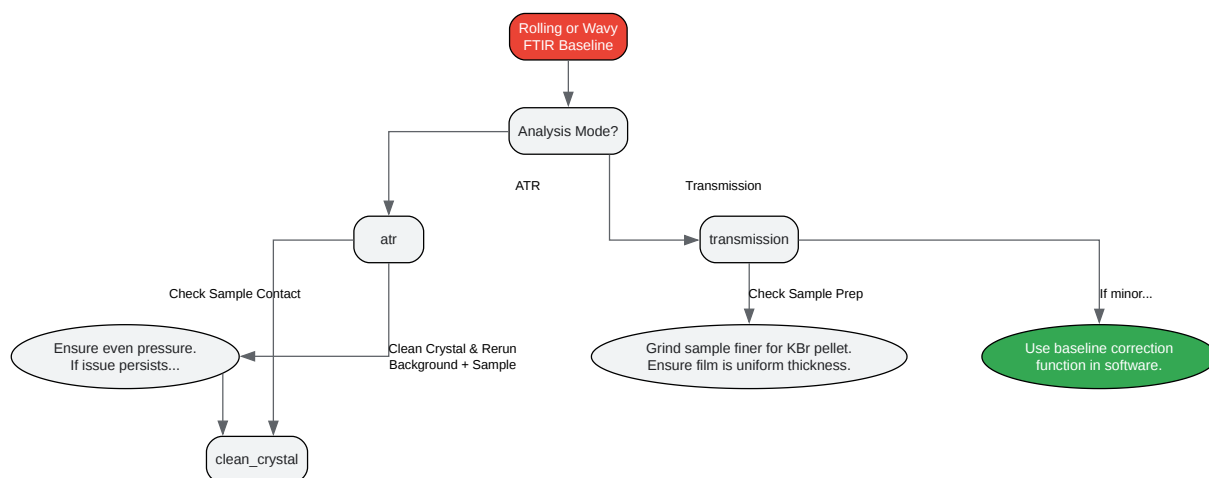 Rolling or Wavy
FTIR Baseline
Analysis Mode?
ATR
Transmission
atr
transmission
Check Sample Contact
Check Sample Prep
If minor...
Ensure even pressure.
If issue persists...
Clean Crystal & Rerun
Background + Sample
Grind sample finer for KBr pellet.
Ensure film is uniform thickness.
Use baseline correction
function in software.
clean_crystal